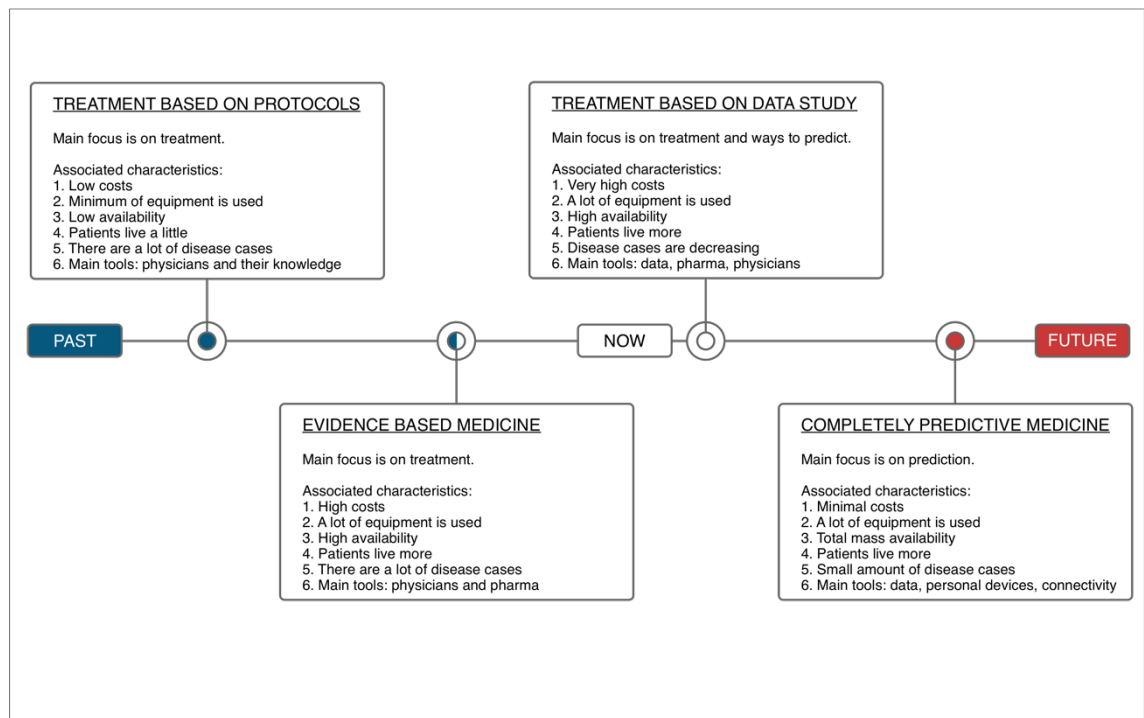 TREATMENT BASED ON PROTOCOLS
Main focus is on treatment.
Associated characteristics:
1. Low costs
2. Minimum of equipment is used
3. Low availability
4. Patients live a little
5. There are a lot of disease cases
6. Main tools: physicians and their knowledge
TREATMENT BASED ON DATA STUDY
Main focus is on treatment and ways to predict.
Associated characteristics:
1. Very high costs
2. A lot of equipment is used
3. High availability
4. Patients live more
5. Disease cases are decreasing
6. Main tools: data, pharma, physicians
PAST
NOW
FUTURE
EVIDENCE BASED MEDICINE
Main focus is on treatment.
Associated characteristics:
1. High costs
2. A lot of equipment is used
3. High availability
4. Patients live more
5. There are a lot of disease cases
6. Main tools: physicians and pharma
COMPLETELY PREDICTIVE MEDICINE
Main focus is on prediction.
Associated characteristics:
1. Minimal costs
2. A lot of equipment is used
3. Total mass availability
4. Patients live more
5. Small amount of disease cases
6. Main tools: data, personal devices, connectivity